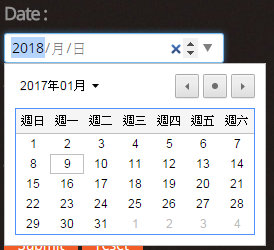 Date :
2018/月/日
2017年01月
週日 週一 週二 週三 週四 週五 週六
1 2 3 4 5 6 7
8 9 10 11 12 13 14
15 16 17 18 19 20 21
22 23 24 25 26 27 28
29 30 31 1 2 3 4
Submit reset